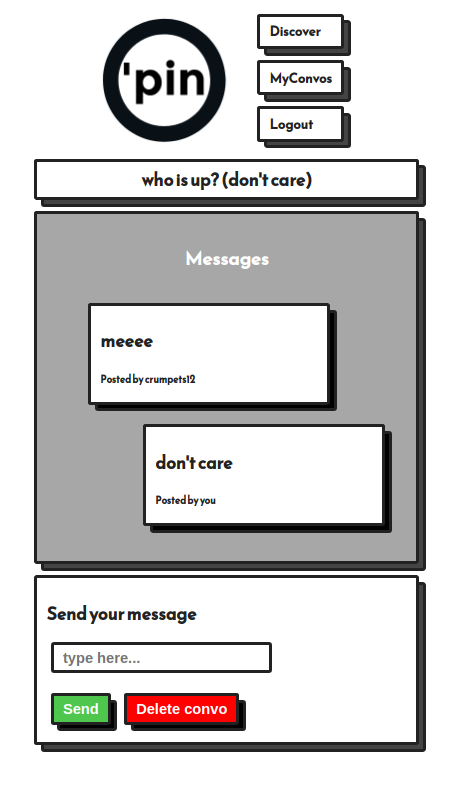 'pin
Discover
MyConvos
Logout
who is up? (don't care)
Messages
meeee
Posted by crumpets12
don't care
Posted by you
Send your message
type here...
Send
Delete convo